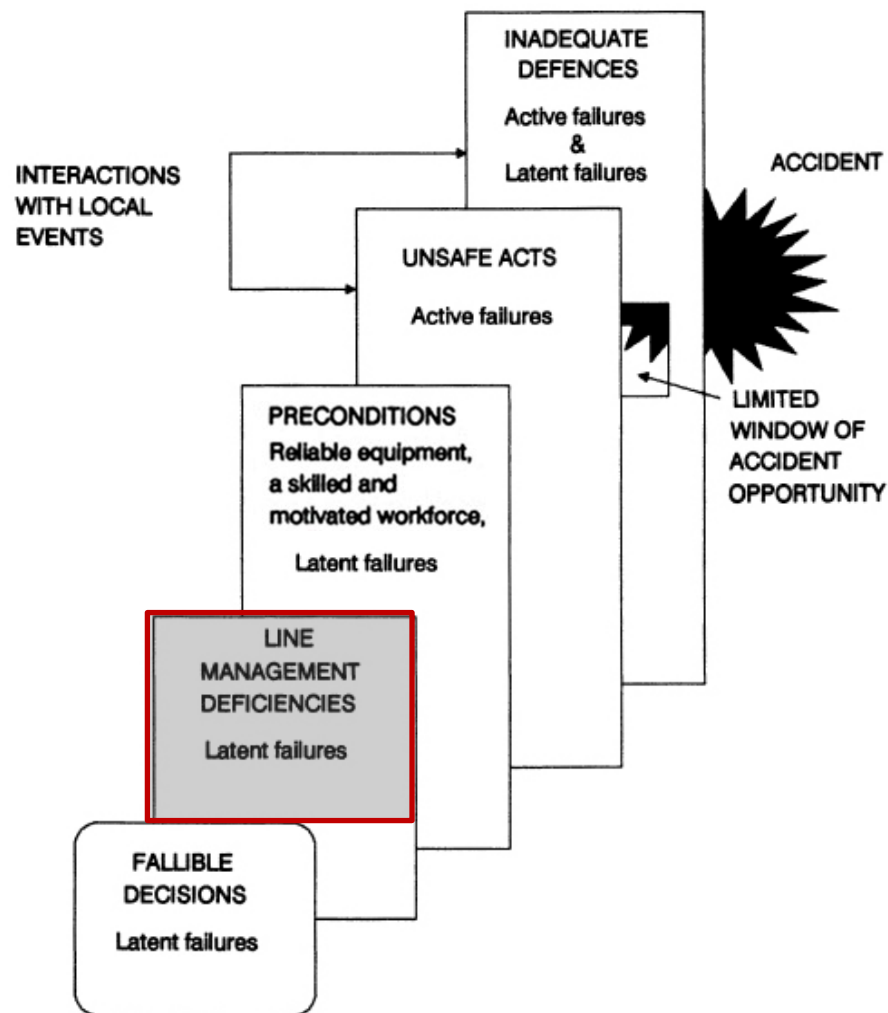 INADEQUATE
DEFENCES
Active failures
&
Latent failures
ACCIDENT
INTERACTIONS
WITH LOCAL
EVENTS
UNSAFE ACTS
Active failures
LIMITED
WINDOW OF
ACCIDENT
OPPORTUNITY
PRECONDITIONS
Reliable equipment,
a skilled and
motivated workforce,
Latent failures
LINE
MANAGEMENT
DEFICIENCIES
Latent failures
FALLIBLE
DECISIONS
Latent failures